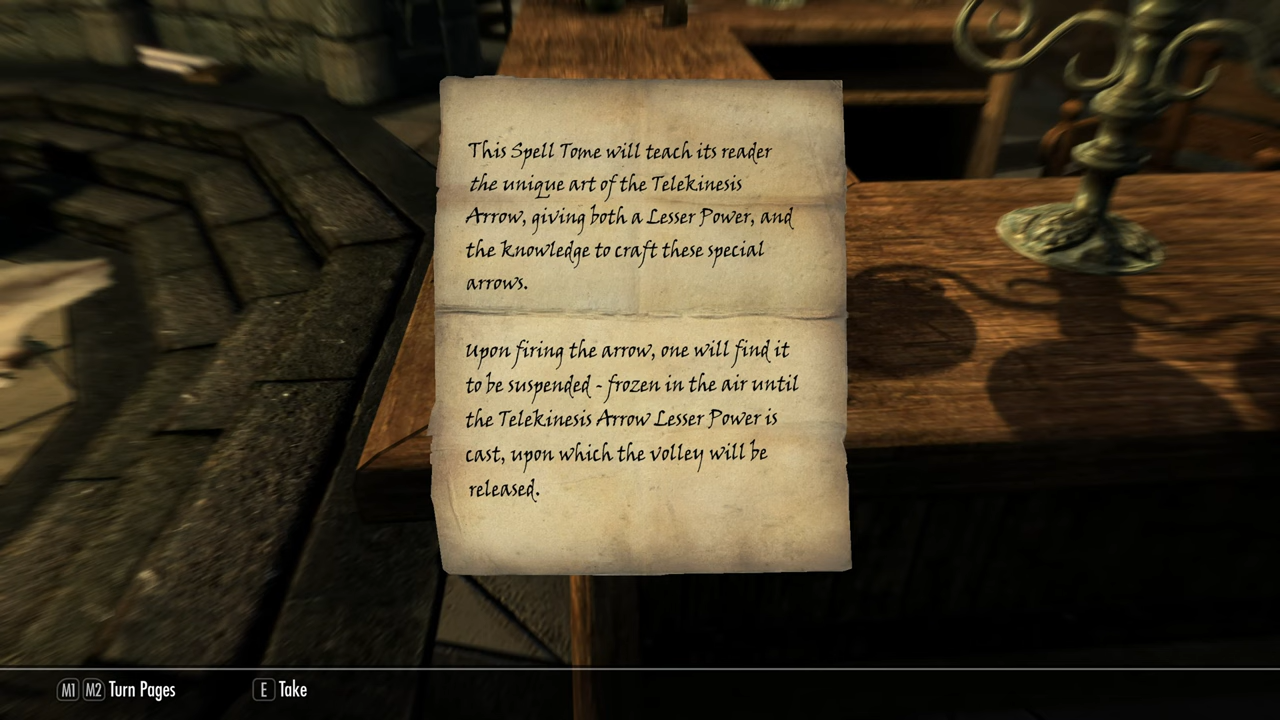 This Spell Tome will teach its reader
the unique art of the Telekinesis
Arrow, giving both a Lesser Power, and
the knowledge to craft these special
arrows.
Upon firing the arrow, one will find it
to be suspended - frozen in the air until
the Telekinesis Arrow Lesser Power is
cast, upon which the volley will be
released.
M1 M2 Turn Pages E Take